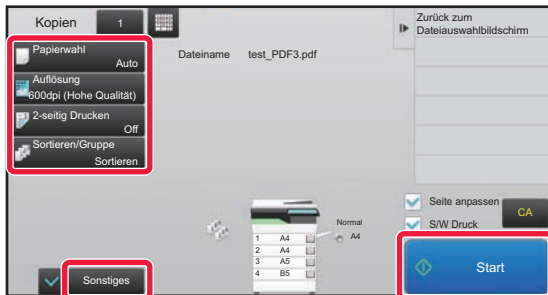 Kopien 1
Zurück zum
Dateiauswahlbildschirm
Papierwahl
Auto
Dateiname test_PDF3.pdf
Auflösung
600dpi (Hohe Qualität)
2-seitig Drucken
Off
Sortieren/Gruppe
Sortieren
Seite anpassen
S/W Druck
CA
Normal
A4
1 A4
2 A4
3 A5
4 B5
Sonstiges
Start